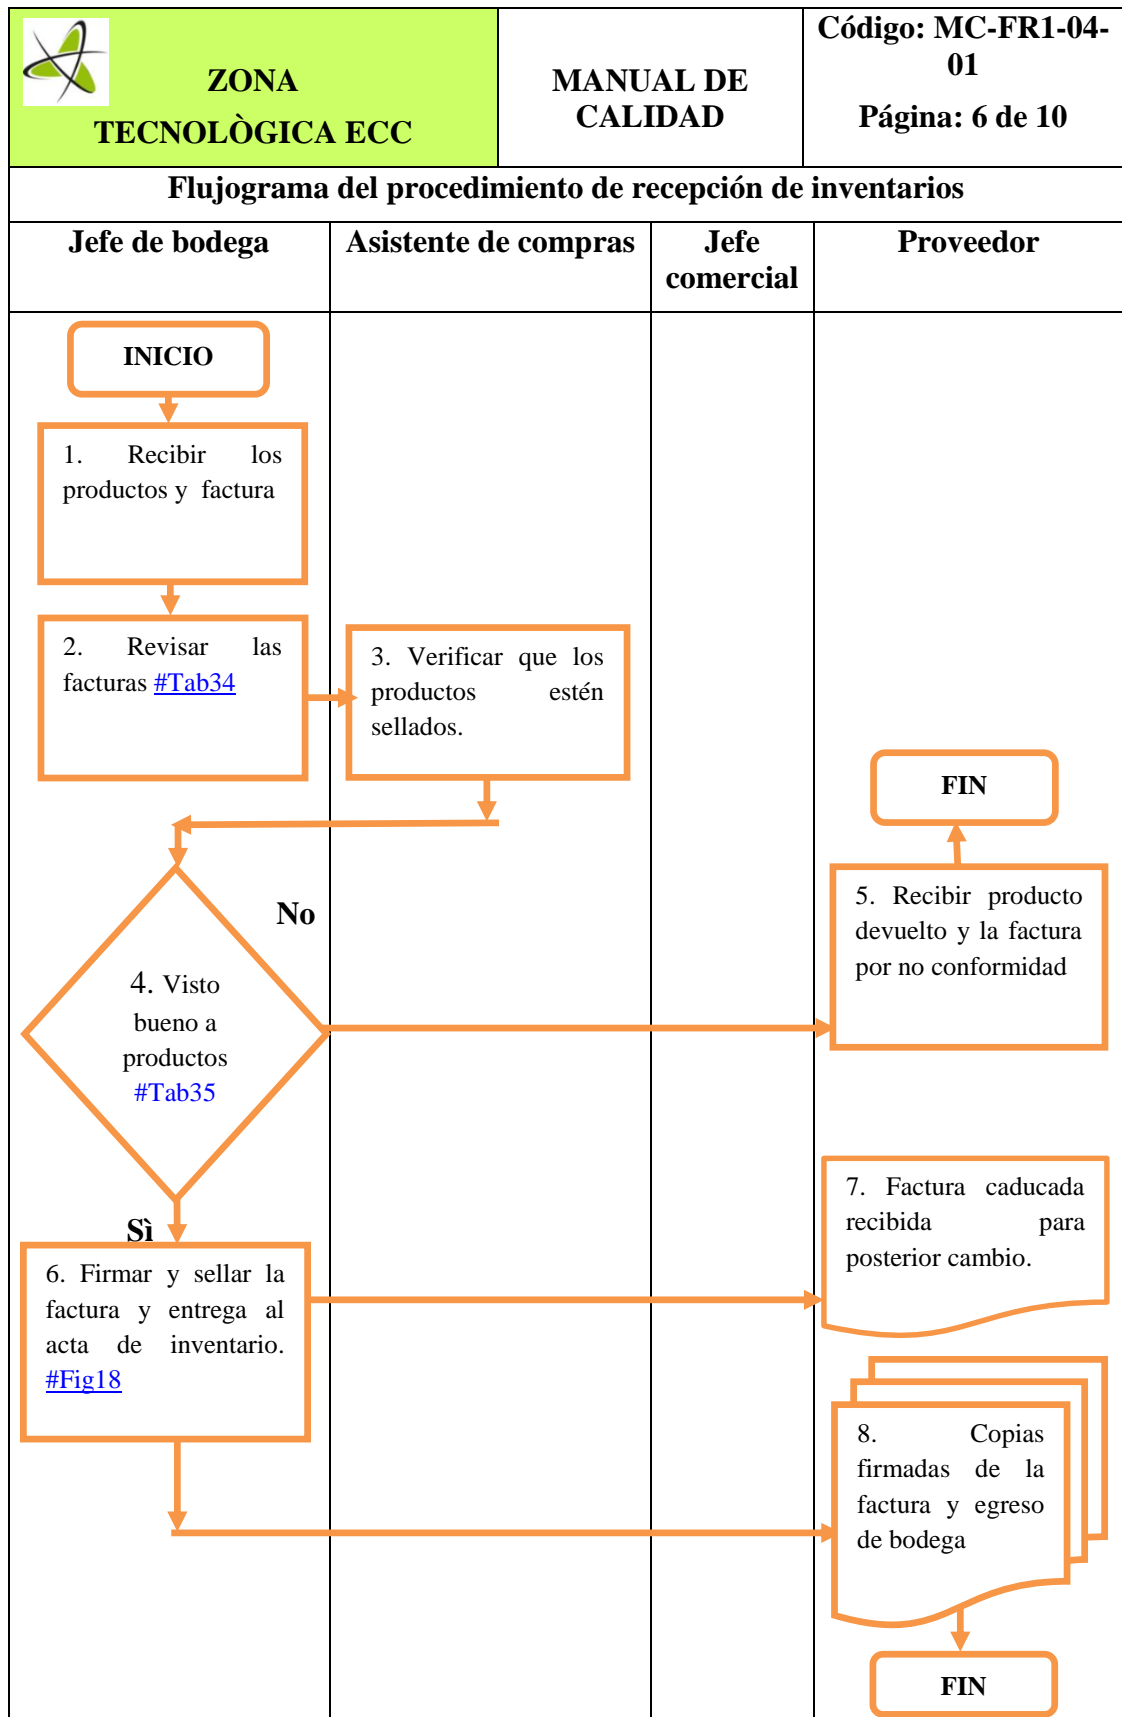 ZONA
TECNOLÒGICA ECC
MANUAL DE
CALIDAD
Código: MC-FR1-04-
01
Página: 6 de 10
Flujograma del procedimiento de recepción de inventarios
Jefe de bodega
Asistente de compras
Jefe
comercial
Proveedor
INICIO
1. Recibir los
productos y factura
2. Revisar las
facturas #Tab34
3. Verificar que los
productos estén
sellados.
FIN
No
5. Recibir producto
devuelto y la factura
por no conformidad
4. Visto
bueno a
productos
#Tab35
Sì
7. Factura caducada
recibida para
posterior cambio.
6. Firmar y sellar la
factura y entrega al
acta de inventario.
#Fig18
8. Copias
firmadas de la
factura y egreso
de bodega
FIN